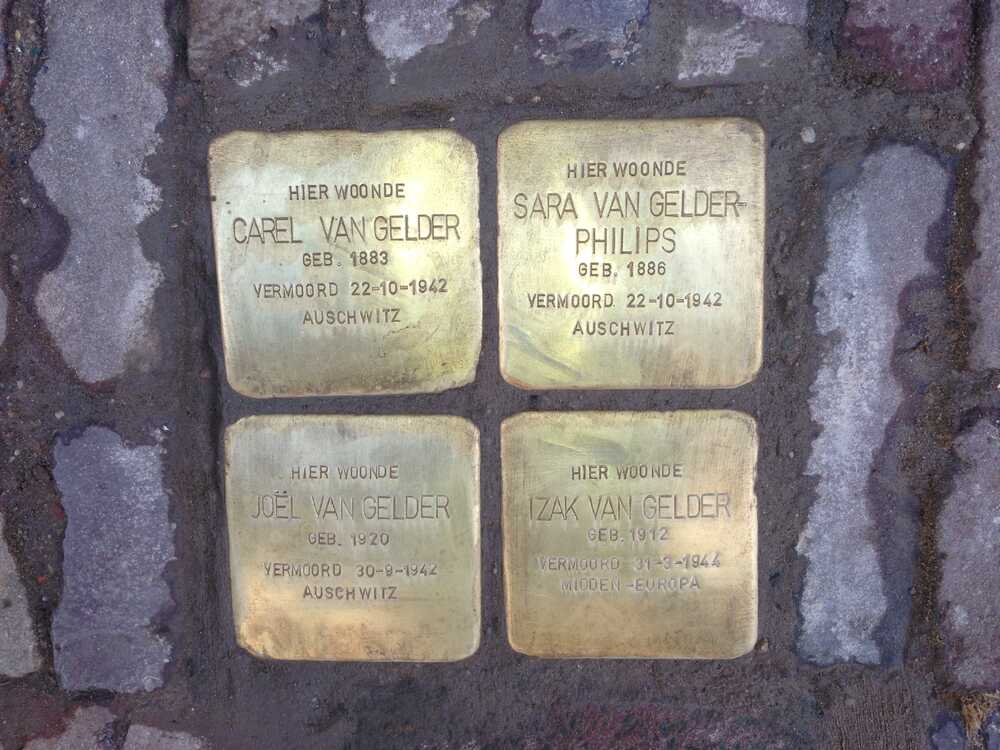 HIER WOONDE
CAREL VAN GELDER
GEB. 1883
VERMOORD 22-10-1942
AUSCHWITZ
HIER WOONDE
SARA VAN GELDER-
PHILIPS
GEB. 1886
VERMOORD 22-10-1942
AUSCHWITZ
HIER WOONDE
JOËL VAN GELDER
GEB. 1920
VERMOORD 30-9-1942
AUSCHWITZ
HIER WOONDE
IZAK VAN GELDER
GEB. 1912
VERMOORD 31-3-1944
MIDDEN-EUROPA